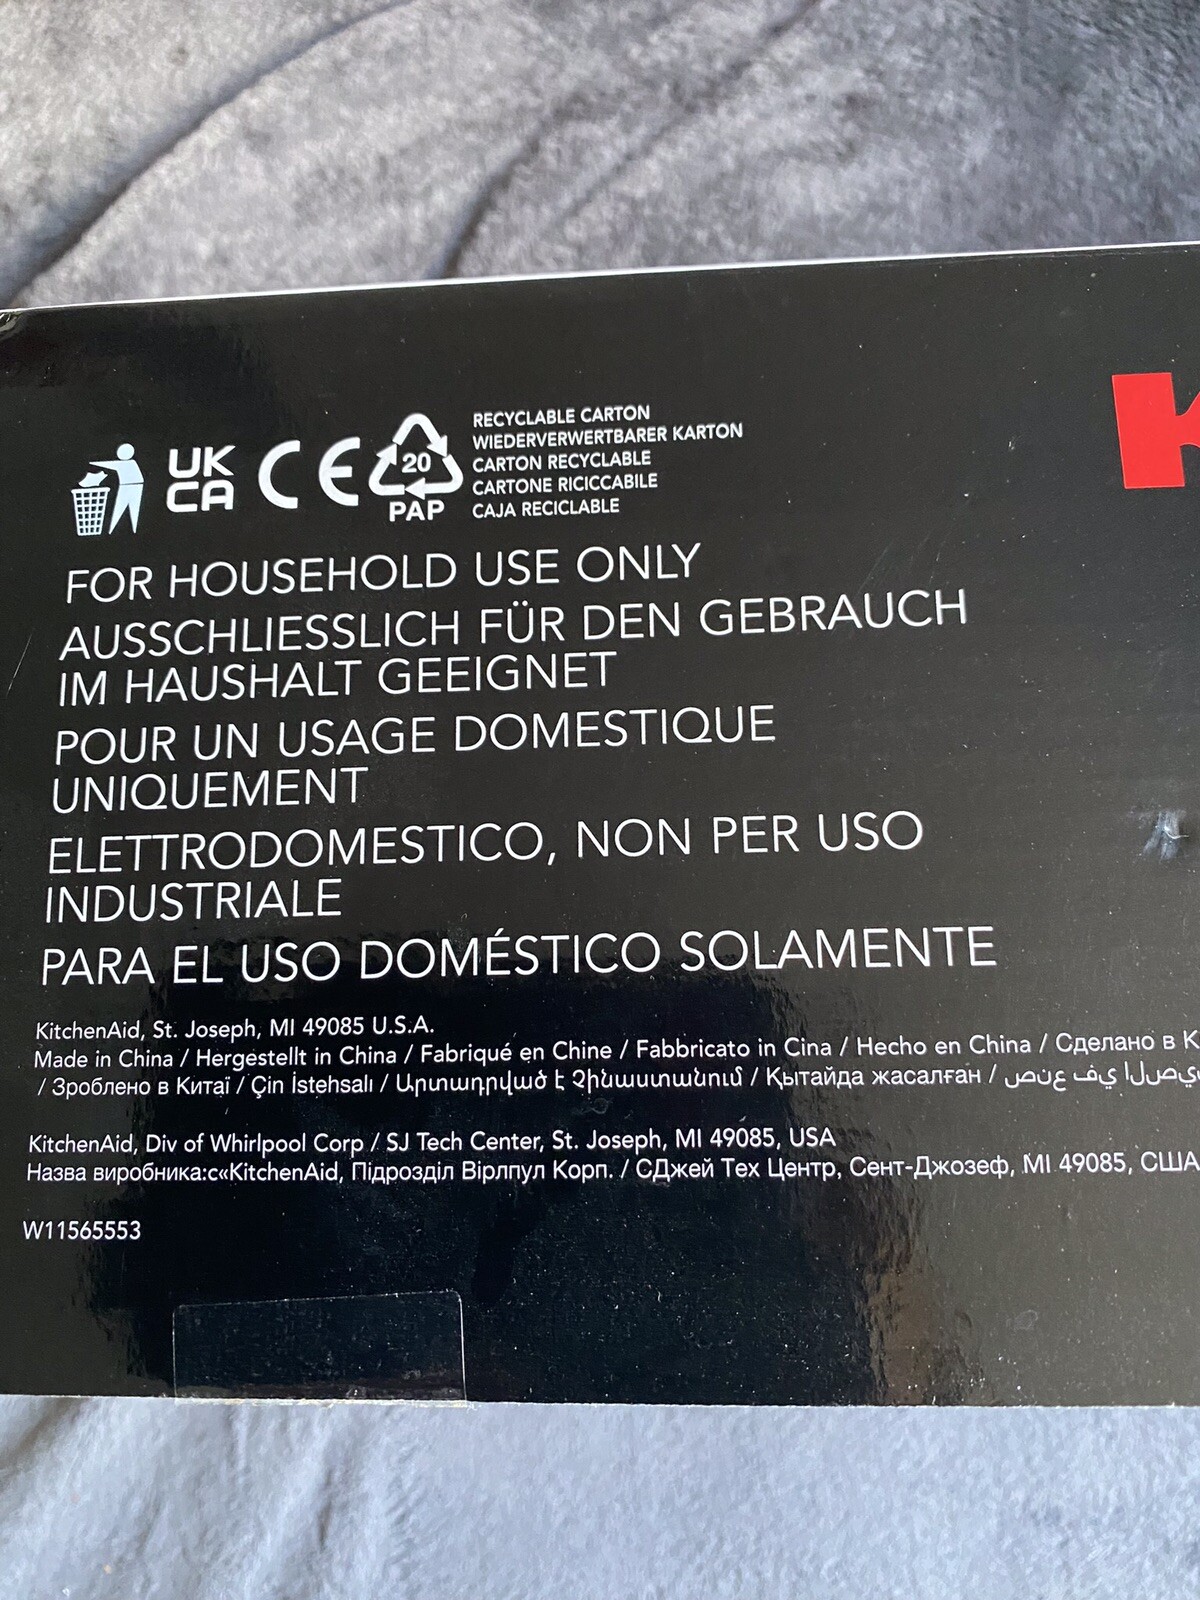 UK
CA
CE
20
PAP
RECYCLABLE CARTON
WIEDERVERWERTBARER KARTON
CARTON RECYCLABLE
CARTONE RICICCABILE
CAJA RECICLABLE
K
FOR HOUSEHOLD USE ONLY
AUSSCHLIESSLICH FÜR DEN GEBRAUCH
IM HAUSHALT GEEIGNET
POUR UN USAGE DOMESTIQUE
UNIQUEMENT
ELETTRODOMESTICO, NON PER USO
INDUSTRIALE
PARA EL USO DOMÉSTICO SOLAMENTE
KitchenAid, St. Joseph, MI 49085 U.S.A.
Made in China / Hergestellt in China / Fabriqué en Chine / Fabbricato in Cina / Hecho en China / Сделано в К
/ Зроблено в Китаї / Çin İstehsalı / Արտադրված է Չինաստանում / Қытайда жасалған /
KitchenAid, Div of Whirlpool Corp / SJ Tech Center, St. Joseph, MI 49085, USA
Назва виробника:с«‹KitchenAid, Підрозділ Вірлпул Корп. / СДжей Тех Центр, Сент-Джозеф, MI 49085, США
W11565553